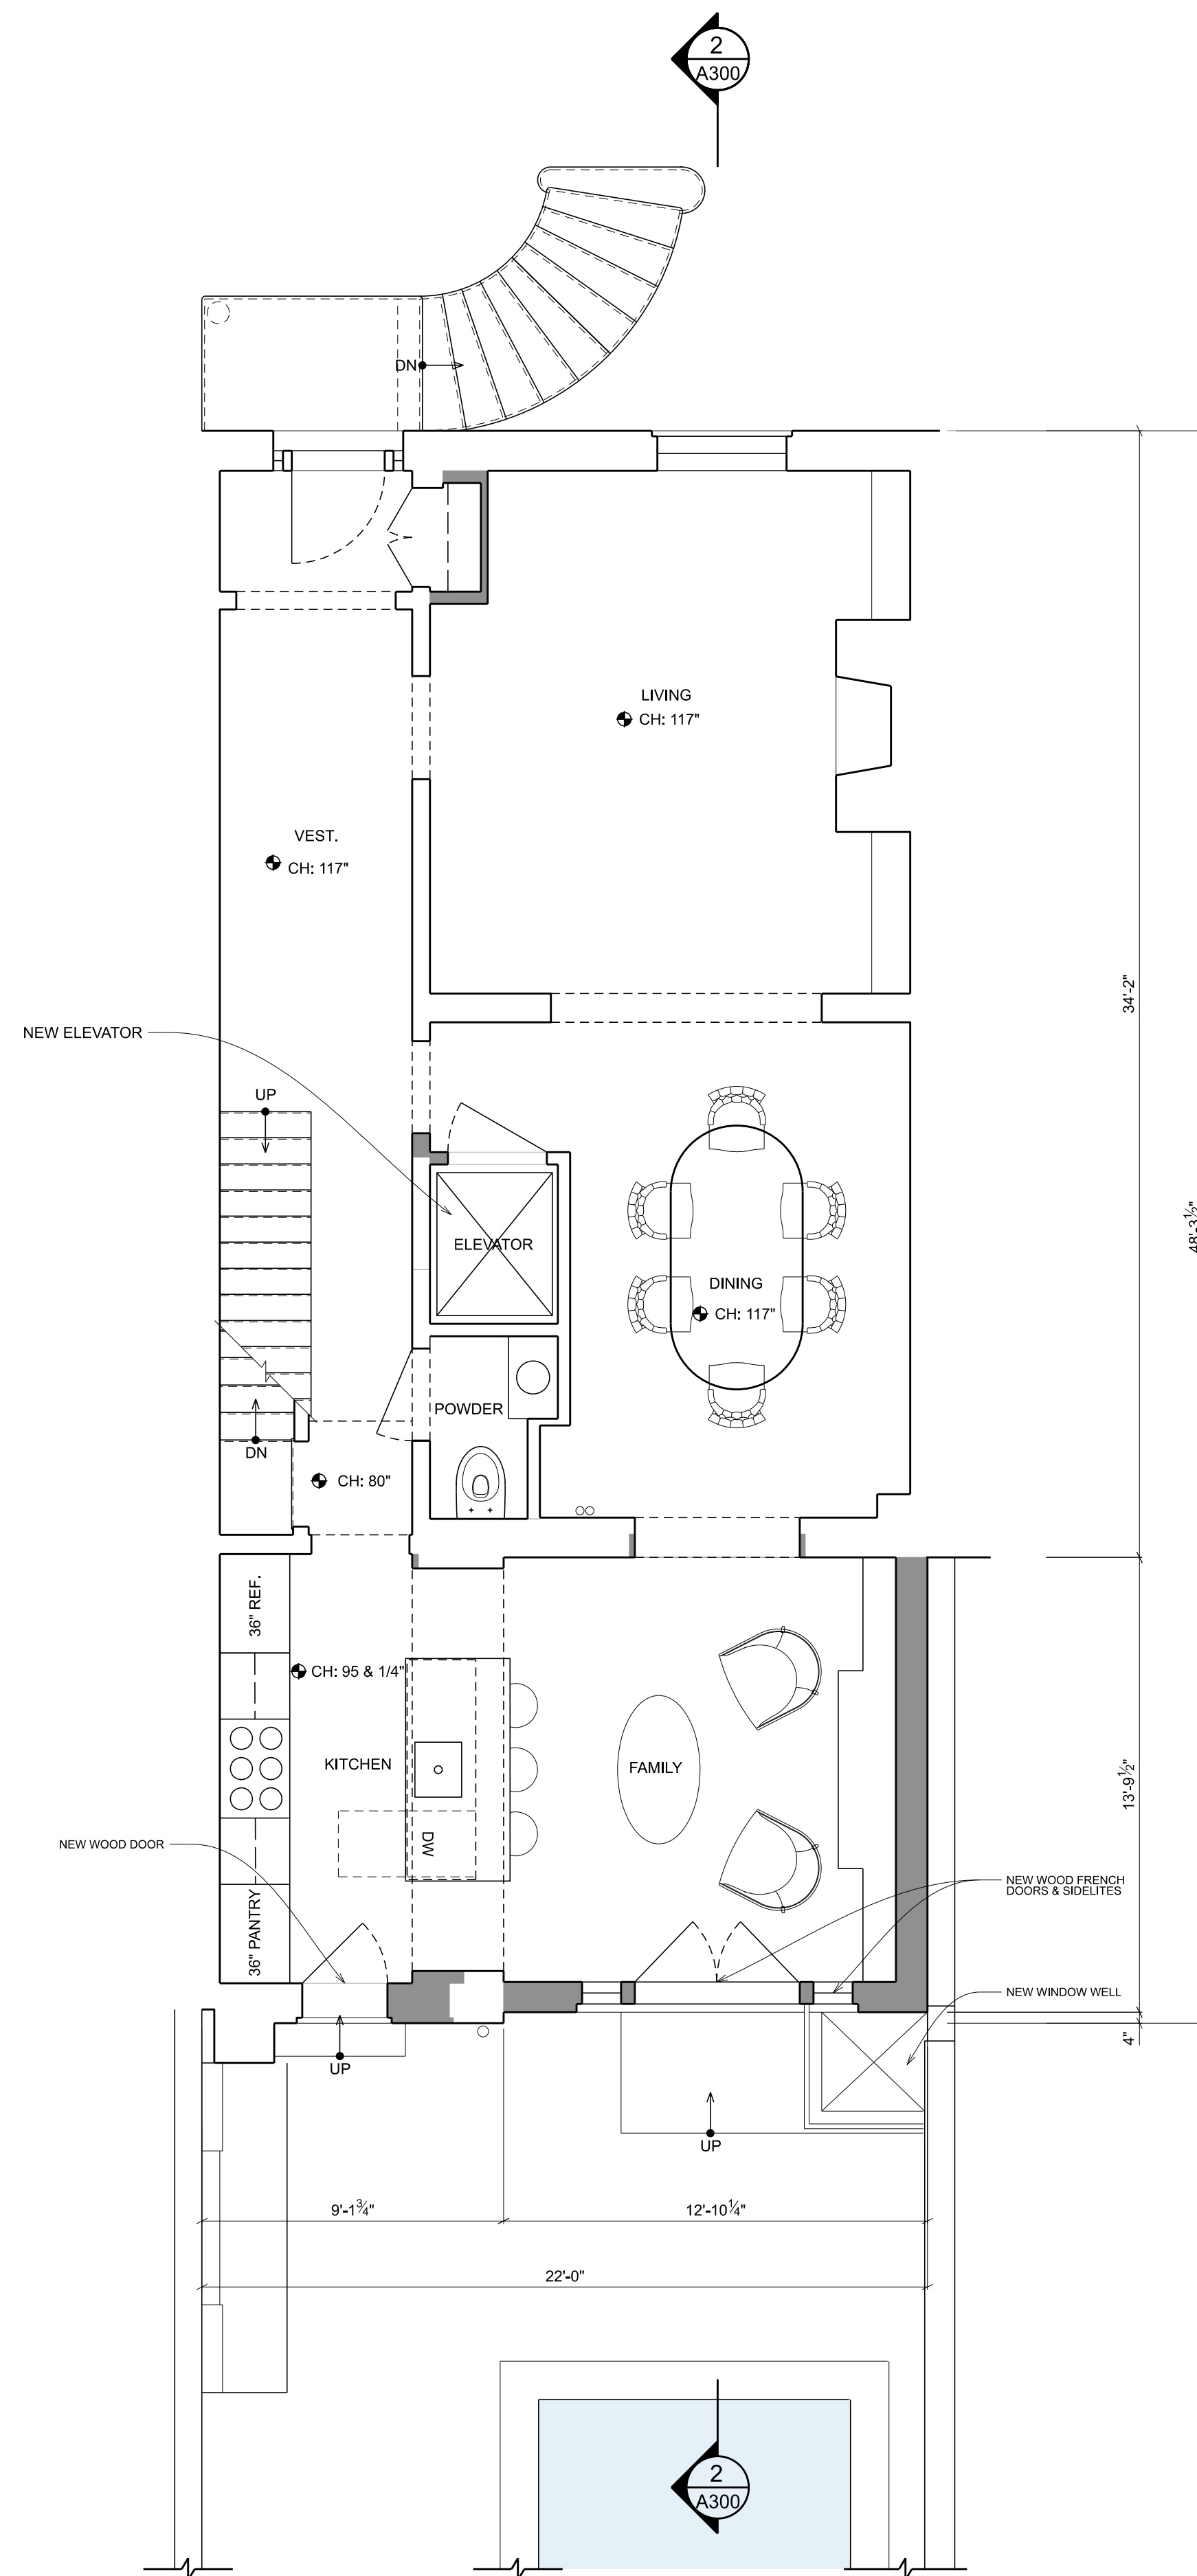 2
A300
DN
LIVING
CH: 117"
VEST.
CH: 117"
34'-2"
NEW ELEVATOR
UP
48'-3½"
ELEVATOR
DINING
CH: 117"
POWDER
DN
CH: 80"
36" REF.
CH: 95 & 1/4"
KITCHEN
FAMILY
13'-9½"
DW
NEW WOOD DOOR
NEW WOOD FRENCH
DOORS & SIDELITES
36" PANTRY
NEW WINDOW WELL
4"
UP
UP
9'-1¾"
12'-10¼"
22'-0"
2
A300